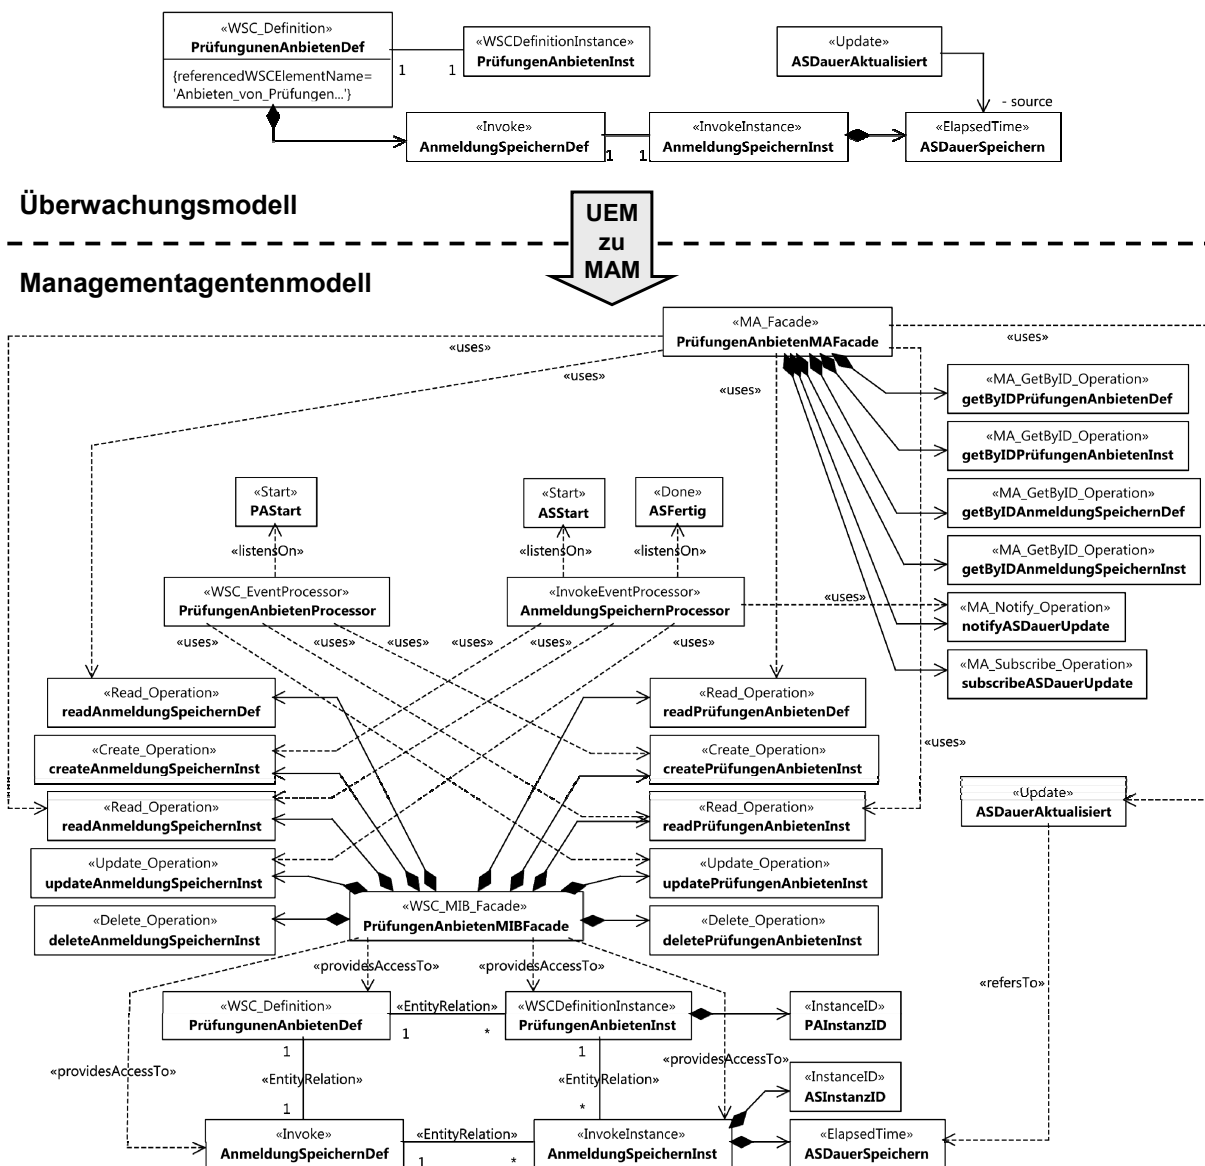 «WSC_Definition»
PrüfungunenAnbietenDef
{referencedWSCElementName=
'Anbieten_von_Prüfungen...'}
1
1
«WSCDefinitionInstance»
PrüfungenAnbietenInst
«Update»
ASDauerAktualisiert
- source
«Invoke»
AnmeldungSpeichernDef
1
1
«InvokeInstance»
AnmeldungSpeichernInst
«ElapsedTime»
ASDauerSpeichern
Überwachungsmodell
UEM
zu
MAM
Managementagentenmodell
«MA_Facade»
PrüfungenAnbietenMAFacade
«uses»
«uses»
«uses»
«uses»
«MA_GetByID_Operation»
getByIDPrüfungenAnbietenDef
«MA_GetByID_Operation»
getByIDPrüfungenAnbietenInst
«MA_GetByID_Operation»
getByIDAnmeldungSpeichernDef
«MA_GetByID_Operation»
getByIDAnmeldungSpeichernInst
«MA_Notify_Operation»
notifyASDauerUpdate
«MA_Subscribe_Operation»
subscribeASDauerUpdate
«Start»
PAStart
«Start»
ASStart
«Done»
ASFertig
«listensOn»
«listensOn»
«listensOn»
«WSC_EventProcessor»
PrüfungenAnbietenProcessor
«InvokeEventProcessor»
AnmeldungSpeichernProcessor
«uses»
«uses»
«uses»
«uses»
«uses»
«uses»
«uses»
«uses»
«Read_Operation»
readAnmeldungSpeichernDef
«Create_Operation»
createAnmeldungSpeichernInst
«Read_Operation»
readAnmeldungSpeichernInst
«Update_Operation»
updateAnmeldungSpeichernInst
«Delete_Operation»
deleteAnmeldungSpeichernInst
«Read_Operation»
readPrüfungenAnbietenDef
«Create_Operation»
createPrüfungenAnbietenInst
«Read_Operation»
readPrüfungenAnbietenInst
«Update_Operation»
updatePrüfungenAnbietenInst
«Delete_Operation»
deletePrüfungenAnbietenInst
«Update»
ASDauerAktualisiert
«WSC_MIB_Facade»
PrüfungenAnbietenMIBFacade
«providesAccessTo»
«providesAccessTo»
«refersTo»
«WSC_Definition»
PrüfungunenAnbietenDef
«EntityRelation»
1
*
«WSCDefinitionInstance»
PrüfungenAnbietenInst
«InstanceID»
PAInstanzID
1
1
«providesAccessTo»
«providesAccessTo»
«EntityRelation»
«EntityRelation»
1
*
«InstanceID»
ASInstanzID
«Invoke»
AnmeldungSpeichernDef
«EntityRelation»
1
*
«InvokeInstance»
AnmeldungSpeichernInst
«ElapsedTime»
ASDauerSpeichern